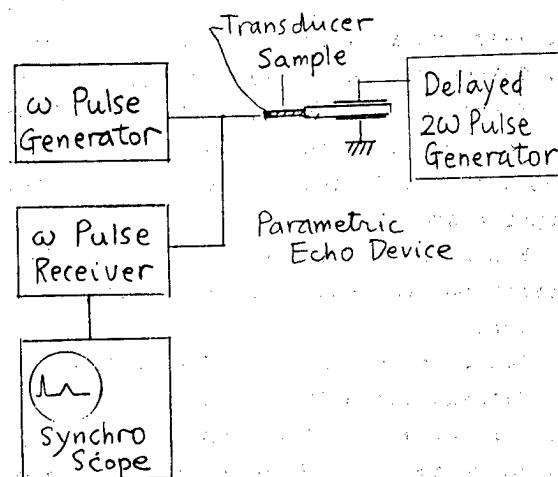 Transducer
Sample
ω Pulse
Generator
Delayed
2ω Pulse
Generator
ω Pulse
Receiver
Parametric
Echo Device
Synchro
Scope